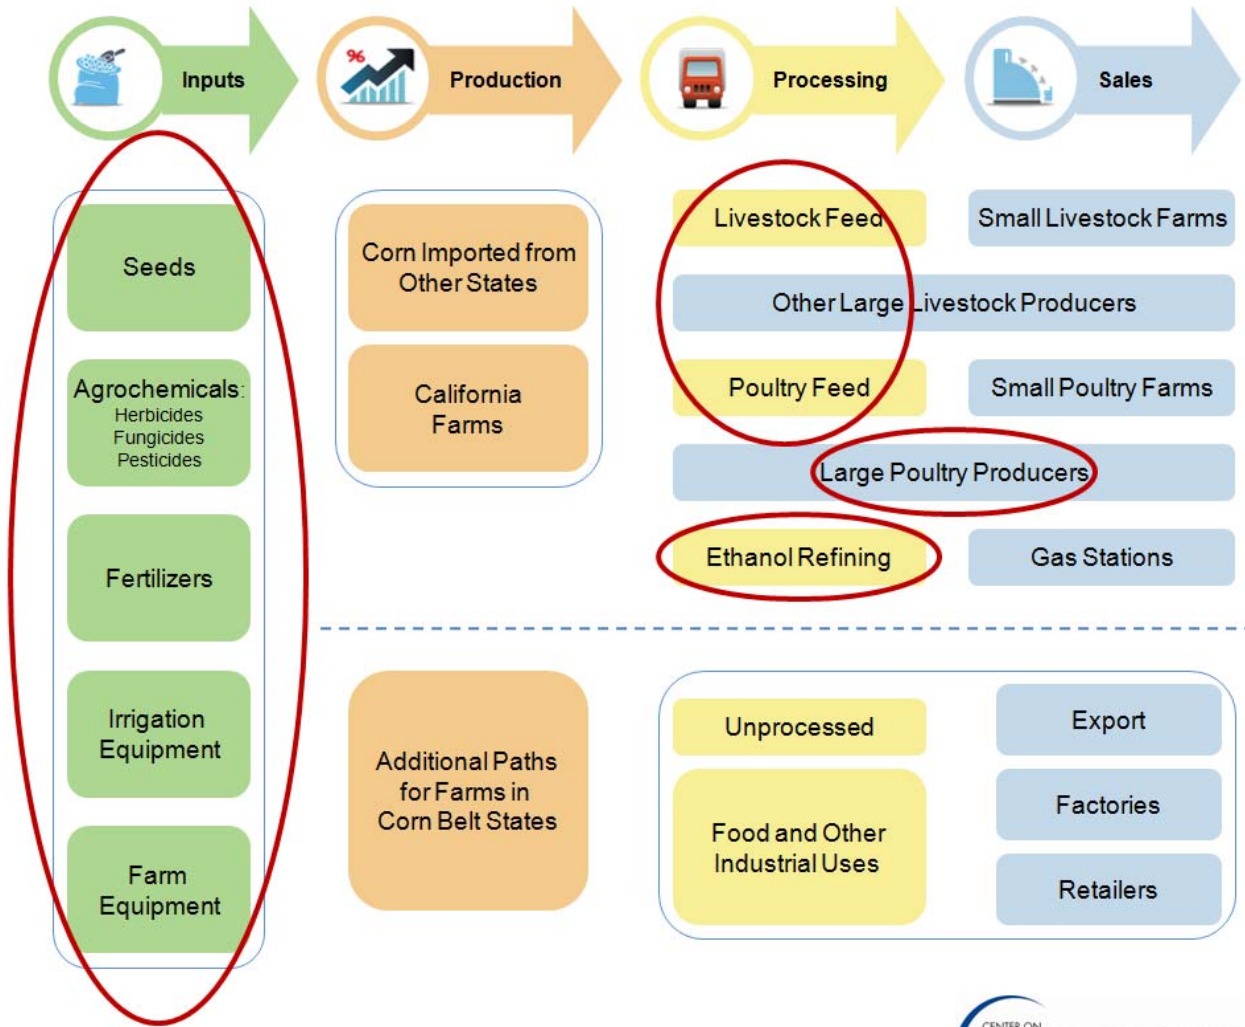 Inputs
%
Production
Processing
Sales
Seeds
Agrochemicals:
Herbicides
Fungicides
Pesticides
Fertilizers
Irrigation
Equipment
Farm
Equipment
Corn Imported from
Other States
California
Farms
Additional Paths
for Farms in
Corn Belt States
Livestock Feed
Small Livestock Farms
Other Large Livestock Producers
Poultry Feed
Small Poultry Farms
Large Poultry Producers
Ethanol Refining
Gas Stations
Unprocessed
Food and Other
Industrial Uses
Export
Factories
Retailers
CENTER ON